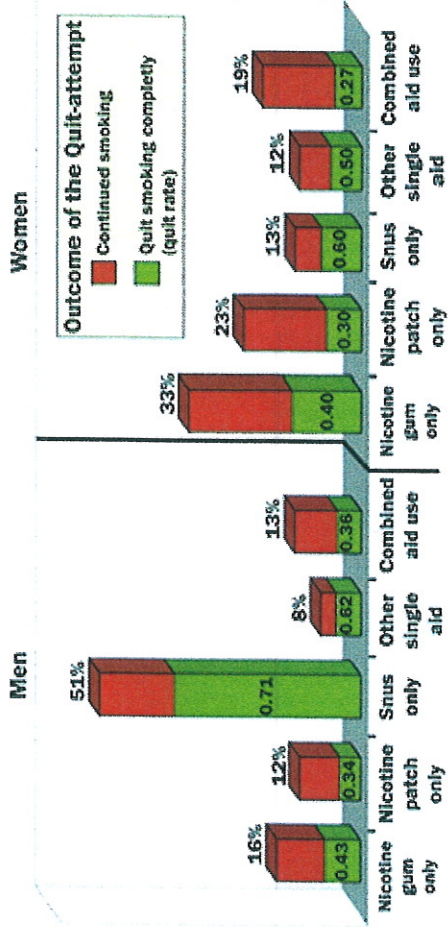 Men
Women
Outcome of the Quit-attempt
Continued smoking
Quit smoking completly
(quit rate)
16%
12%
51%
8%
13%
33%
23%
13%
12%
19%
0.43
0.34
0.71
0.62
0.36
0.40
0.30
0.60
0.50
0.27
Nicotine
gum
only
Nicotine
patch
only
Snus
only
Other
single
aid
Combined
aid use
Nicotine
gum
only
Nicotine
patch
only
Snus
only
Other
single
aid
Combined
aid use